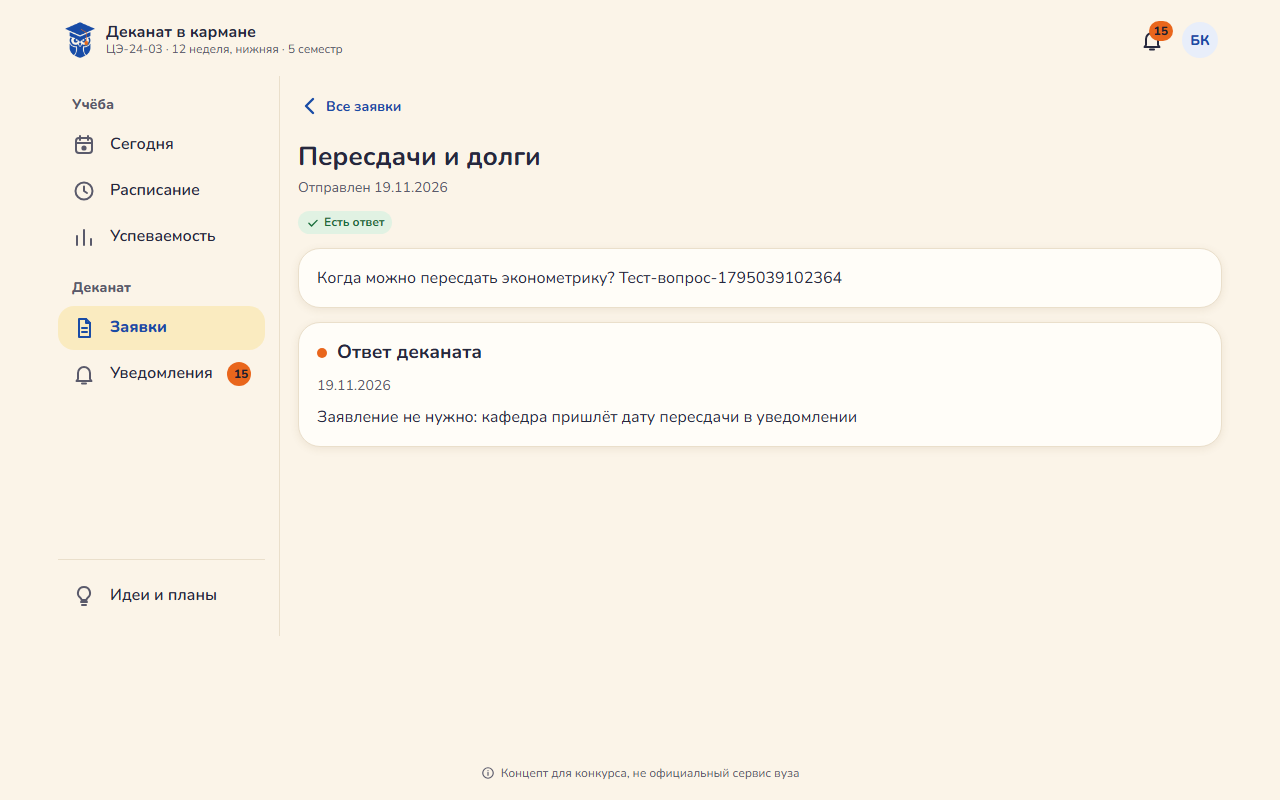 Деканат в кармане
ЦЭ-24-03 · 12 неделя, нижняя · 5 семестр
15
БК
Учёба
Сегодня
Расписание
Успеваемость
Деканат
Заявки
Уведомления 15
Идеи и планы
Все заявки
Пересдачи и долги
Отправлен 19.11.2026
Есть ответ
Когда можно пересдать эконометрику? Тест-вопрос-1795039102364
Ответ деканата
19.11.2026
Заявление не нужно: кафедра пришлёт дату пересдачи в уведомлении
Концепт для конкурса, не официальный сервис вуза